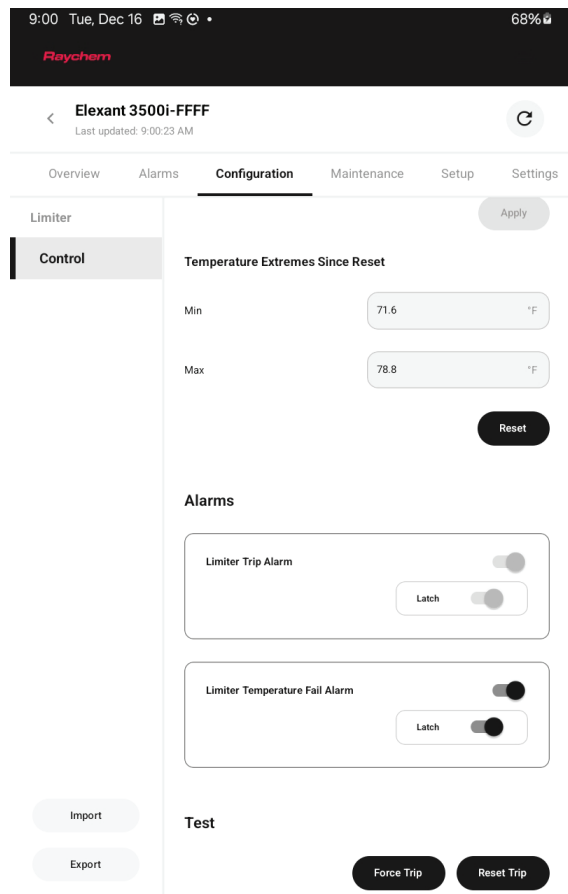 9:00 Tue, Dec 16
68%
Raychem
Elexant 3500i-FFFF
Last updated: 9:00:23 AM
Overview Alarms Configuration Maintenance Setup Settings
Limiter
Control
Apply
Temperature Extremes Since Reset
Min 71.6 °F
Max 78.8 °F
Reset
Alarms
Limiter Trip Alarm
Latch
Limiter Temperature Fail Alarm
Latch
Import
Test
Export
Force Trip Reset Trip